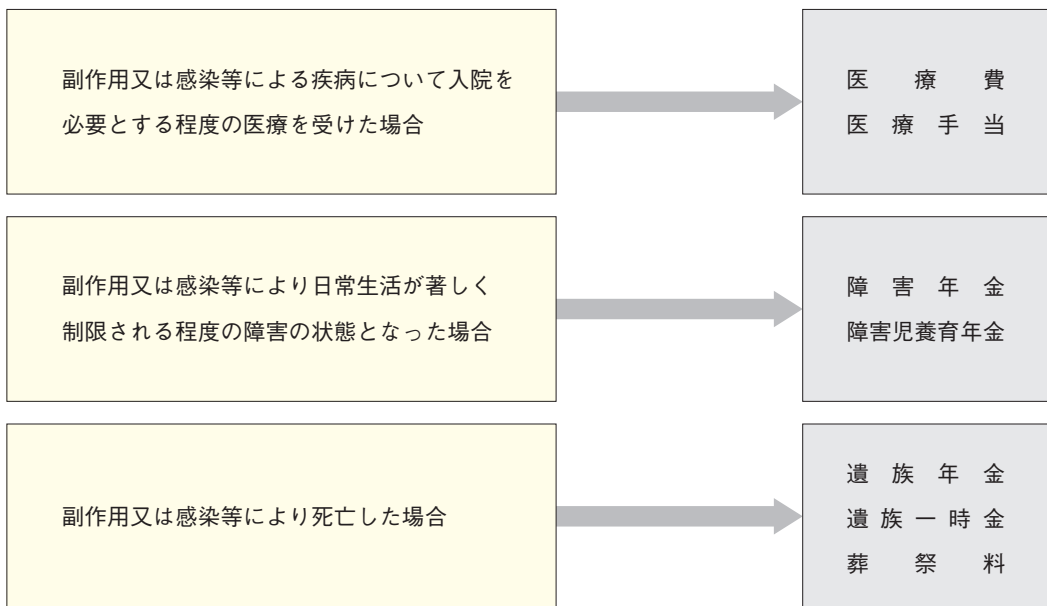 副作用又は感染等による疾病について入院を
必要とする程度の医療を受けた場合
医療費
医療手当
副作用又は感染等により日常生活が著しく
制限される程度の障害の状態となった場合
障害年金
障害児養育年金
副作用又は感染等により死亡した場合
遺族年金
遺族一時金
葬祭料